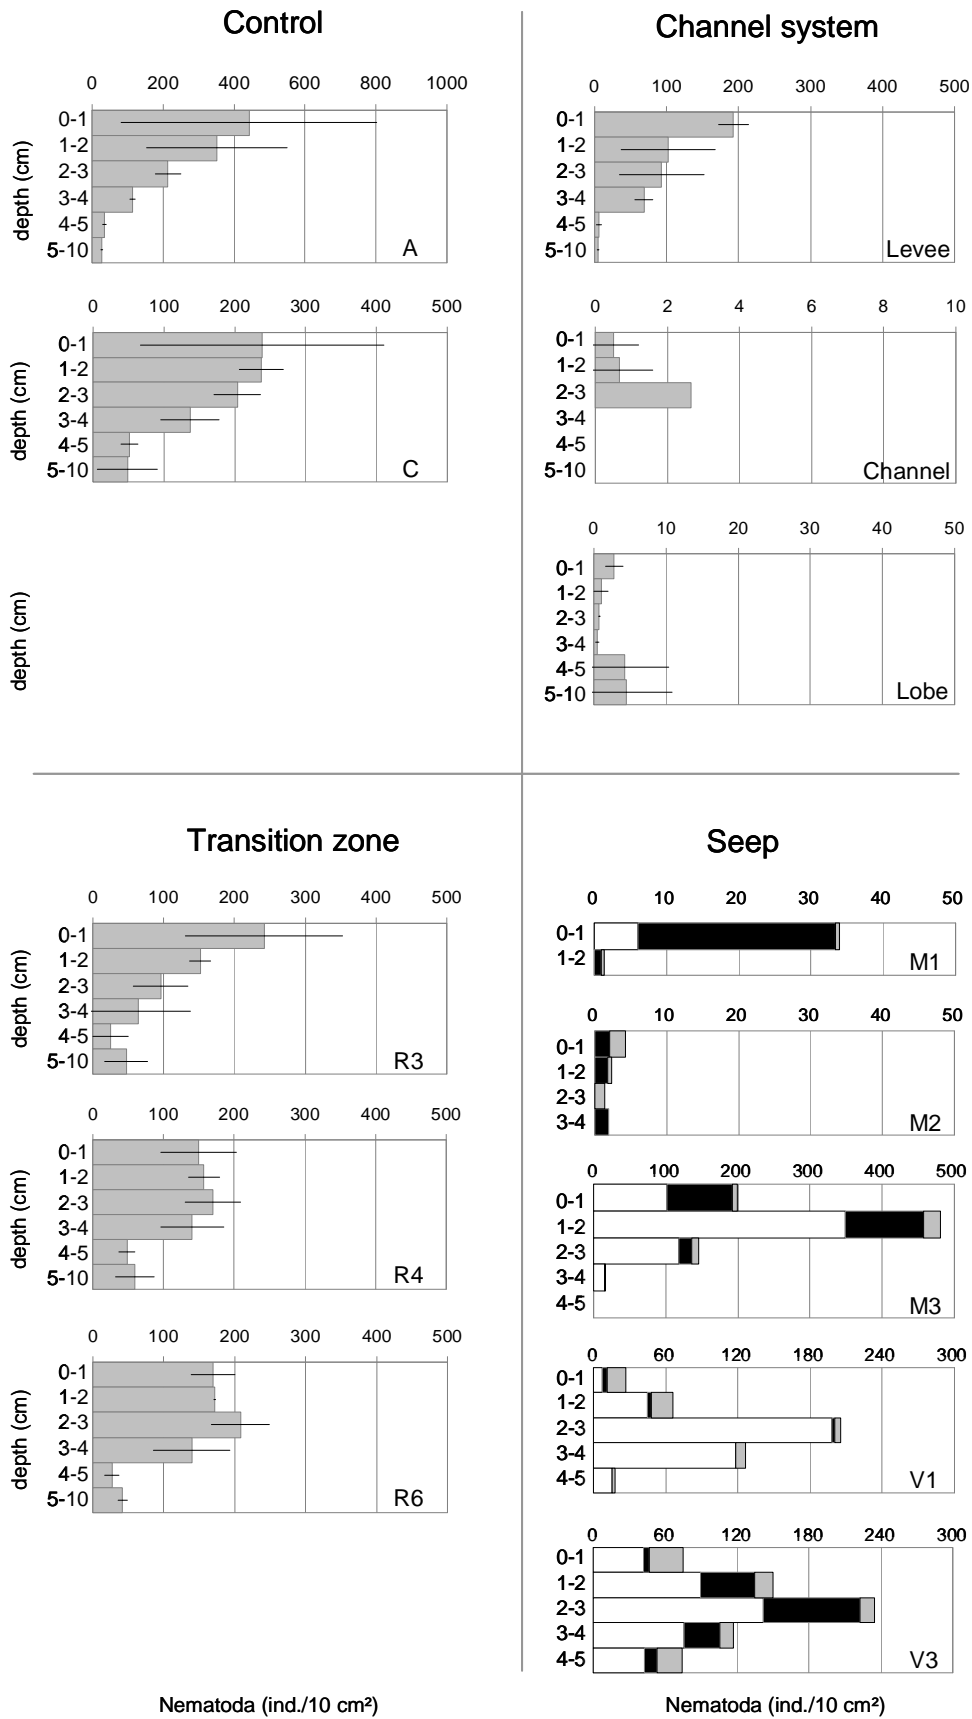 Control
0 200 400 600 800 1000
depth (cm)
0-1
1-2
2-3
3-4
4-5
5-10
A
0 100 200 300 400 500
depth (cm)
0-1
1-2
2-3
3-4
4-5
5-10
C
depth (cm)
Channel system
0 100 200 300 400 500
0-1
1-2
2-3
3-4
4-5
5-10
Levee
0 2 4 6 8 10
0-1
1-2
2-3
3-4
4-5
5-10
Channel
0 10 20 30 40 50
0-1
1-2
2-3
3-4
4-5
5-10
Lobe
Transition zone
0 100 200 300 400 500
depth (cm)
0-1
1-2
2-3
3-4
4-5
5-10
R3
0 100 200 300 400 500
depth (cm)
0-1
1-2
2-3
3-4
4-5
5-10
R4
0 100 200 300 400 500
depth (cm)
0-1
1-2
2-3
3-4
4-5
5-10
R6
Nematoda (ind./10 cm²)
Seep
0 10 20 30 40 50
0-1
1-2
M1
0 10 20 30 40 50
0-1
1-2
2-3
3-4
M2
0 100 200 300 400 500
0-1
1-2
2-3
3-4
4-5
M3
0 60 120 180 240 300
0-1
1-2
2-3
3-4
4-5
V1
0 60 120 180 240 300
0-1
1-2
2-3
3-4
4-5
V3
Nematoda (ind./10 cm²)